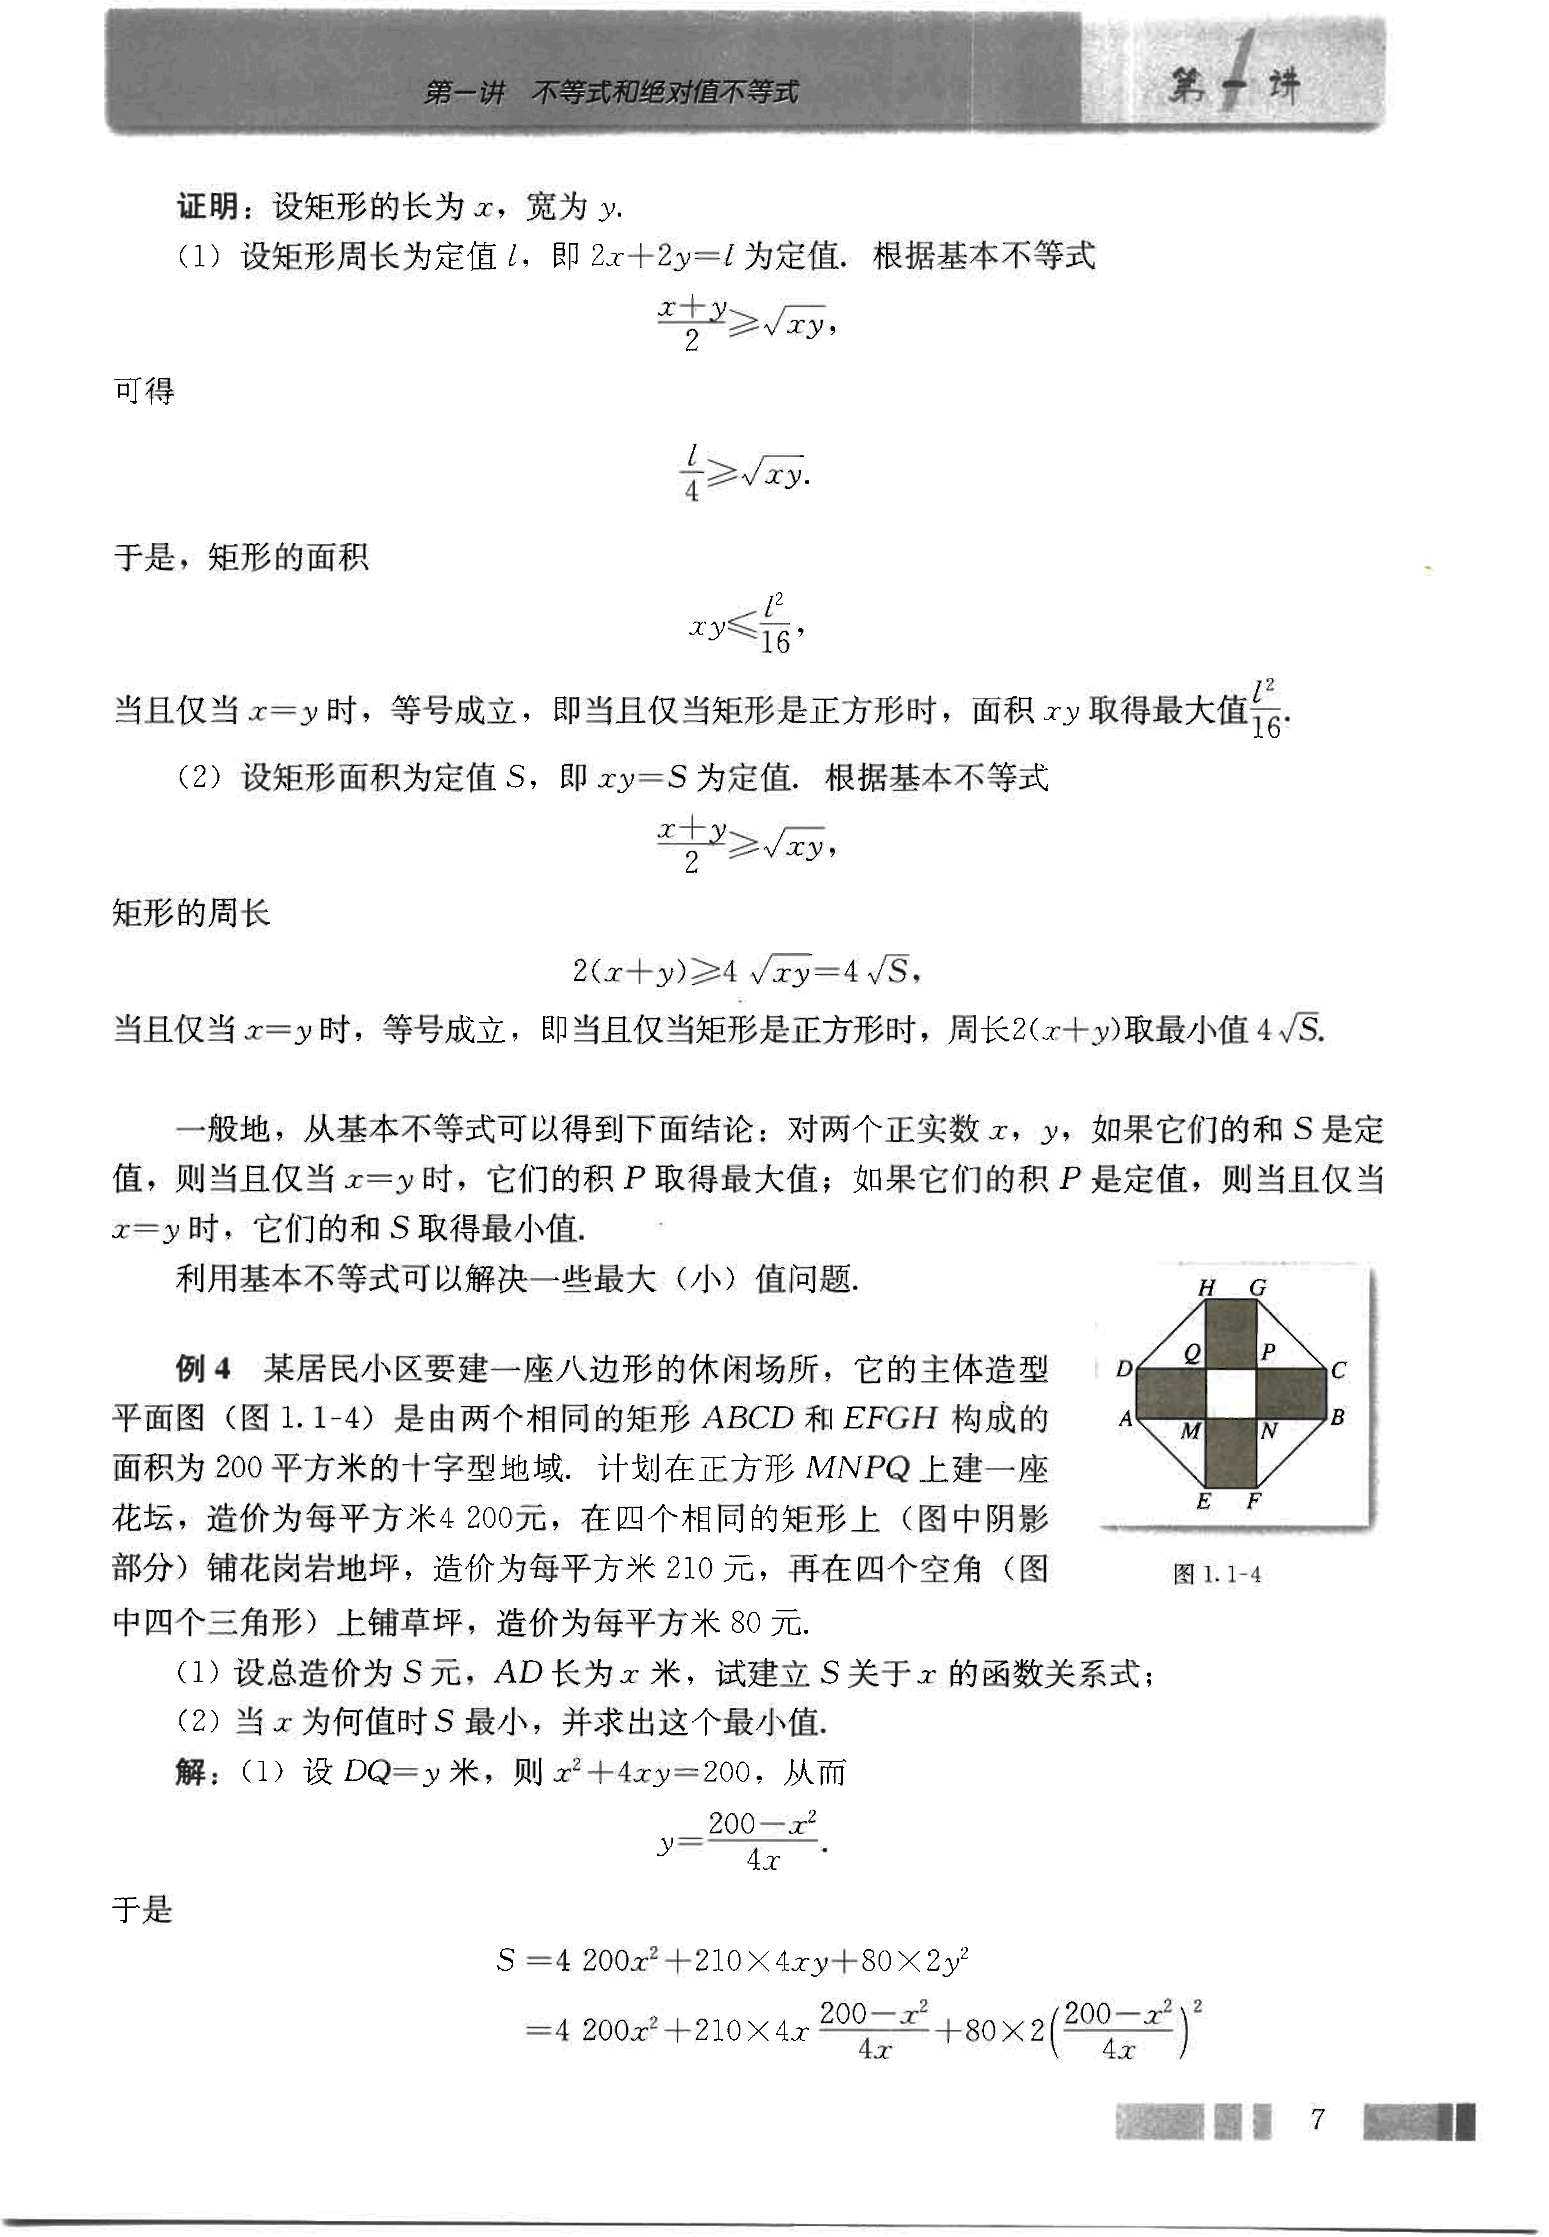 第一讲 不等式和绝对值不等式
第一讲
证明：设矩形的长为 x，宽为 y.
（1）设矩形周长为定值 l，即 2x+2y=l 为定值. 根据基本不等式
\frac{x+y}{2}≥\sqrt{xy}，
可得
\frac{l}{4}≥\sqrt{xy}.
于是，矩形的面积
xy≤\frac{l^2}{16}，
当且仅当 x=y 时，等号成立，即当且仅当矩形是正方形时，面积 xy 取得最大值\frac{l^2}{16}.
（2）设矩形面积为定值 S，即 xy=S 为定值. 根据基本不等式
\frac{x+y}{2}≥\sqrt{xy}，
矩形的周长
2(x+y)≥4\sqrt{xy}=4\sqrt{S}，
当且仅当 x=y 时，等号成立，即当且仅当矩形是正方形时，周长2(x+y)取最小值 4\sqrt{S}.
一般地，从基本不等式可以得到下面结论：对两个正实数 x，y，如果它们的和 S 是定
值，则当且仅当 x=y 时，它们的积 P 取得最大值；如果它们的积 P 是定值，则当且仅当
x=y 时，它们的和 S 取得最小值.
利用基本不等式可以解决一些最大（小）值问题.
例 4 某居民小区要建一座八边形的休闲场所，它的主体造型
平面图（图 1.1-4）是由两个相同的矩形 ABCD 和 EFGH 构成的
面积为 200 平方米的十字型地域. 计划在正方形 MNPQ 上建一座
花坛，造价为每平方米4 200元，在四个相同的矩形上（图中阴影
部分）铺花岗岩地坪，造价为每平方米 210 元，再在四个空角（图
中四个三角形）上铺草坪，造价为每平方米 80 元.
H G
D Q P C
A M N B
E F
图 1.1-4
（1）设总造价为 S 元，AD 长为 x 米，试建立 S 关于 x 的函数关系式；
（2）当 x 为何值时 S 最小，并求出这个最小值.
解：（1）设 DQ=y 米，则 x^2+4xy=200，从而
y=\frac{200-x^2}{4x}.
于是
S=4 200x^2+210×4xy+80×2y^2
=4 200x^2+210×4x\frac{200-x^2}{4x}+80×2(\frac{200-x^2}{4x})^2
7